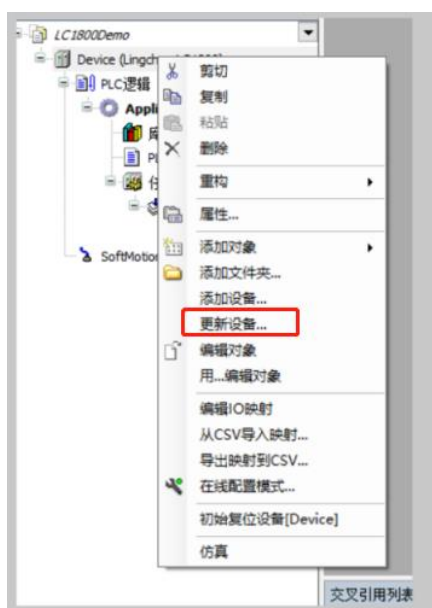 LC1800Demo
Device (Lingch
PLC逻辑
Appli
库
PL
任
SoftMotion
剪切
复制
粘贴
删除
重构
属性...
添加对象
添加文件夹...
添加设备...
更新设备...
编辑对象
用...编辑对象
编辑IO映射
从CSV导入映射...
导出映射到CSV...
在线配置模式...
初始复位设备[Device]
仿真
交叉引用列表